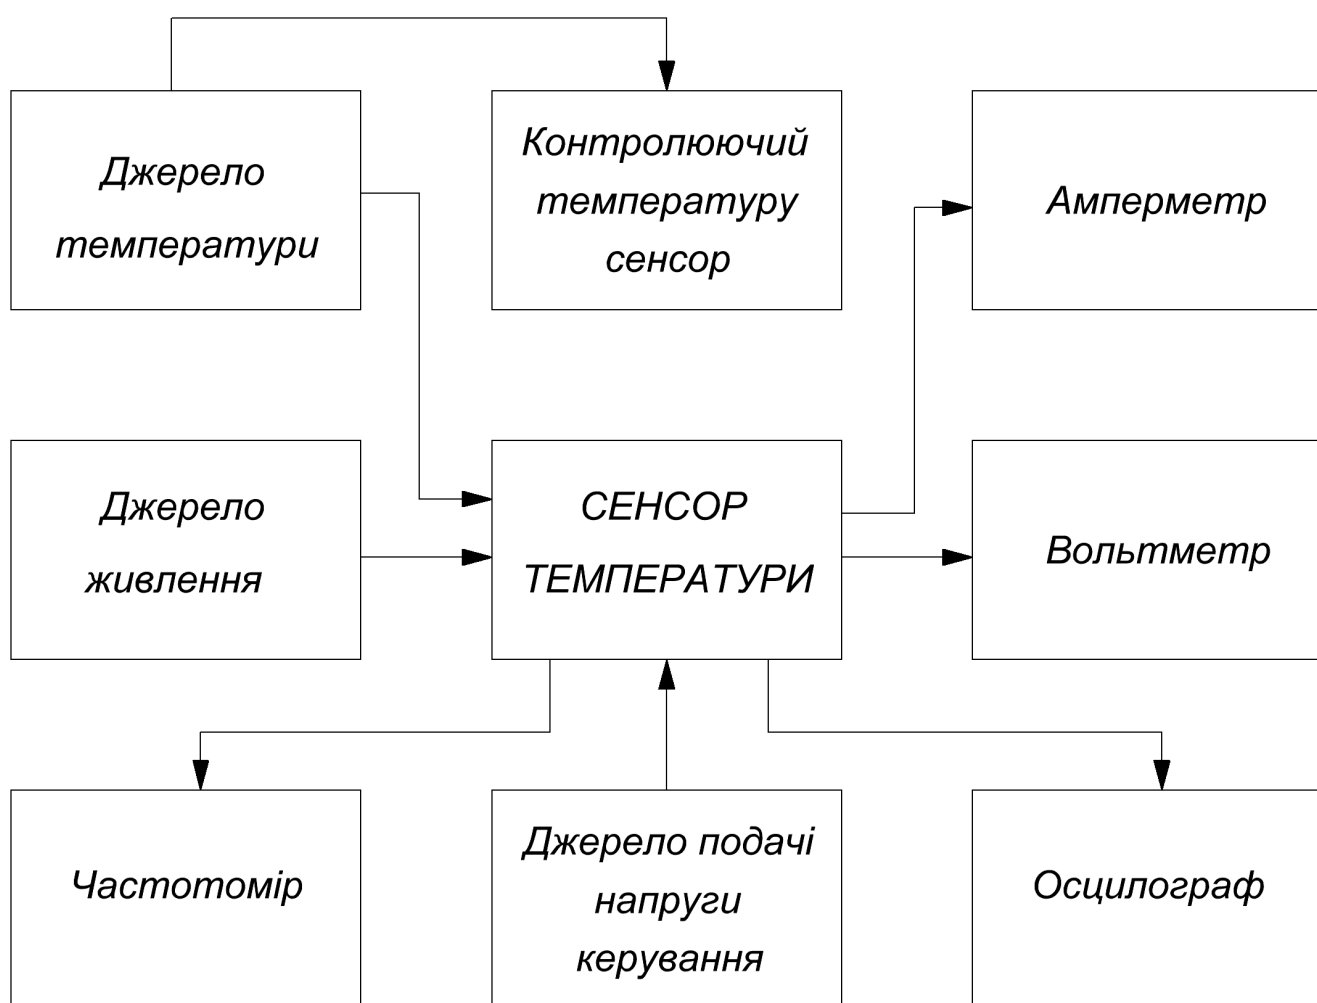 Джерело
температури
Контролюючий
температуру
сенсор
Амперметр
Джерело
живлення
СЕНСОР
ТЕМПЕРАТУРИ
Вольтметр
Частотомір
Джерело подачі
напруги
керування
Осцилограф